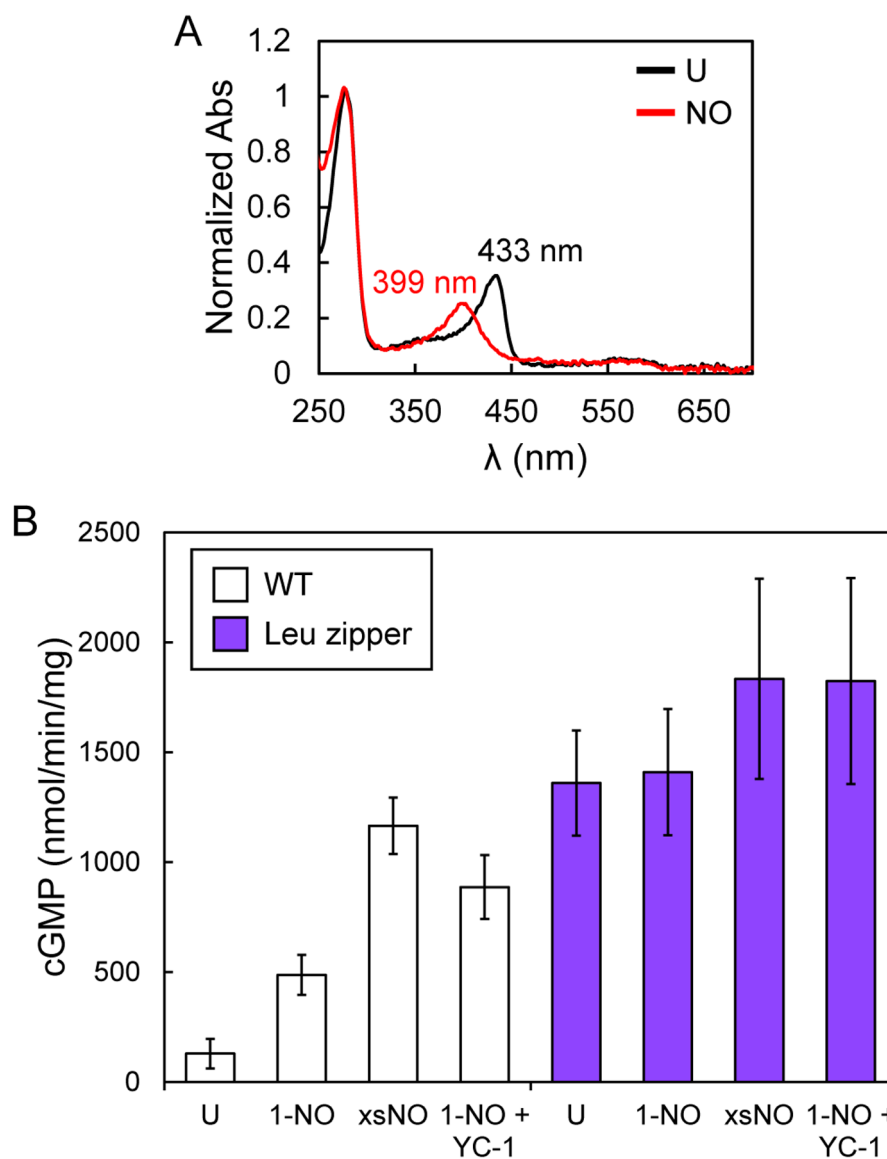 A
1.2
1
0.8
0.6
0.4
0.2
0
Normalized Abs
U
NO
433 nm
399 nm
250 350 450 550 650
λ (nm)
B
2500
2000
1500
1000
500
0
cGMP (nmol/min/mg)
WT
Leu zipper
U 1-NO xsNO 1-NO + U 1-NO xsNO 1-NO +
YC-1 YC-1